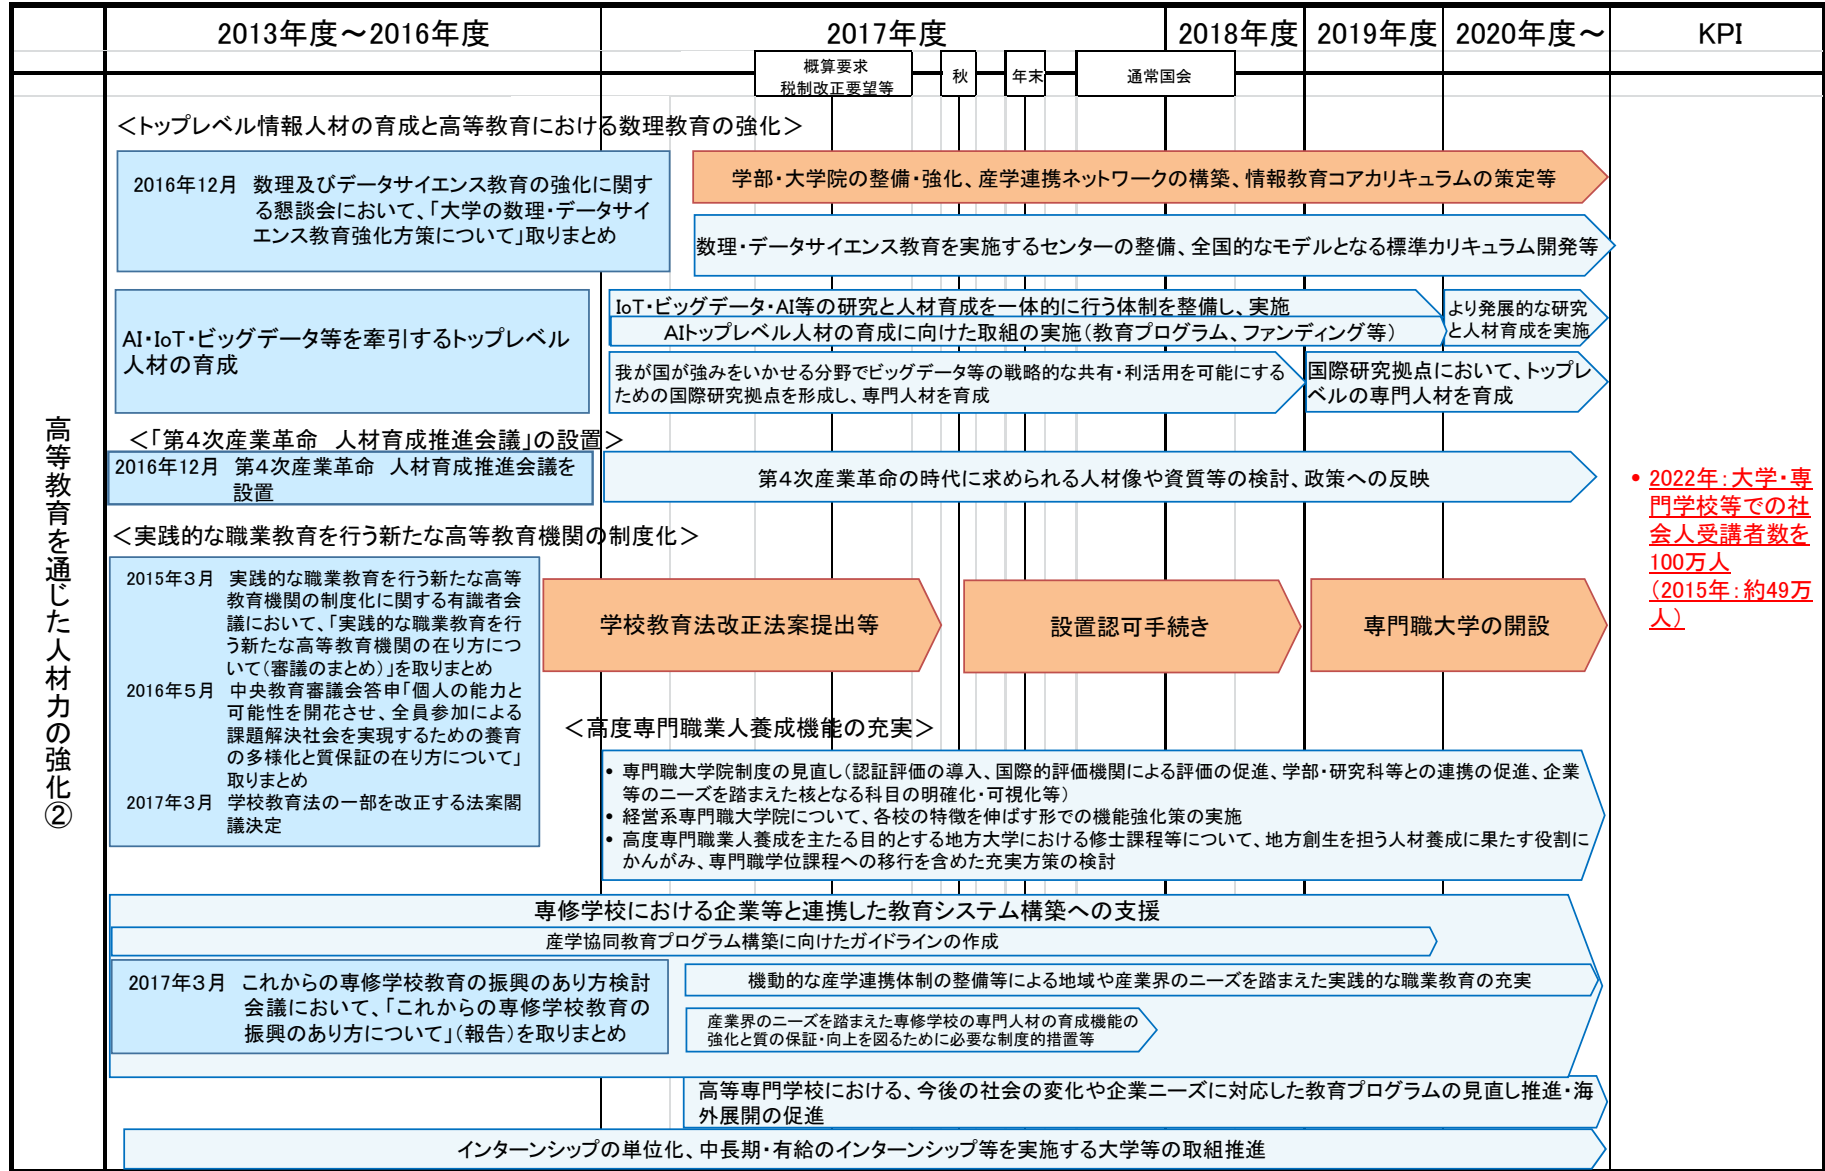 2013年度～2016年度
2017年度
2018年度
2019年度
2020年度～
KPI
概算要求
税制改正要望等
秋
年末
通常国会
高等教育を通じた人材力の強化②
＜トップレベル情報人材の育成と高等教育における数理教育の強化＞
2016年12月　数理及びデータサイエンス教育の強化に関す
る懇談会において、「大学の数理・データサイ
エンス教育強化方策について」取りまとめ
学部・大学院の整備・強化、産学連携ネットワークの構築、情報教育コアカリキュラムの策定等
数理・データサイエンス教育を実施するセンターの整備、全国的なモデルとなる標準カリキュラム開発等
AI・IoT・ビッグデータ等を牽引するトップレベル
人材の育成
IoT・ビッグデータ・AI等の研究と人材育成を一体的に行う体制を整備し、実施
AIトップレベル人材の育成に向けた取組の実施（教育プログラム、ファンディング等）
より発展的な研究
と人材育成を実施
我が国が強みをいかせる分野でビッグデータ等の戦略的な共有・利活用を可能にする
ための国際研究拠点を形成し、専門人材を育成
国際研究拠点において、トップレ
ベルの専門人材を育成
＜「第４次産業革命　人材育成推進会議」の設置＞
2016年12月　第４次産業革命　人材育成推進会議を
設置
第４次産業革命の時代に求められる人材像や資質等の検討、政策への反映
＜実践的な職業教育を行う新たな高等教育機関の制度化＞
2015年３月　実践的な職業教育を行う新たな高等
教育機関の制度化に関する有識者会
議において、「実践的な職業教育を行
う新たな高等教育機関の在り方につ
いて（審議のまとめ）」を取りまとめ
2016年５月　中央教育審議会答申「個人の能力と
可能性を開花させ、全員参加による
課題解決社会を実現するための養育
の多様化と質保証の在り方について」
取りまとめ
2017年３月　学校教育法の一部を改正する法案閣
議決定
学校教育法改正法案提出等
設置認可手続き
専門職大学の開設
＜高度専門職業人養成機能の充実＞
• 専門職大学院制度の見直し（認証評価の導入、国際的評価機関による評価の促進、学部・研究科等との連携の促進、企業
等のニーズを踏まえた核となる科目の明確化・可視化等）
• 経営系専門職大学院について、各校の特徴を伸ばす形での機能強化策の実施
• 高度専門職業人養成を主たる目的とする地方大学における修士課程等について、地方創生を担う人材養成に果たす役割に
かんがみ、専門職学位課程への移行を含めた充実方策の検討
専修学校における企業等と連携した教育システム構築への支援
産学協同教育プログラム構築に向けたガイドラインの作成
2017年３月　これからの専修学校教育の振興のあり方検討
会議において、「これからの専修学校教育の
振興のあり方について」（報告）を取りまとめ
機動的な産学連携体制の整備等による地域や産業界のニーズを踏まえた実践的な職業教育の充実
産業界のニーズを踏まえた専修学校の専門人材の育成機能の
強化と質の保証・向上を図るために必要な制度的措置等
高等専門学校における、今後の社会の変化や企業ニーズに対応した教育プログラムの見直し推進・海
外展開の促進
インターンシップの単位化、中長期・有給のインターンシップ等を実施する大学等の取組推進
• 2022年：大学・専
門学校等での社
会人受講者数を
100万人
（2015年：約49万
人）